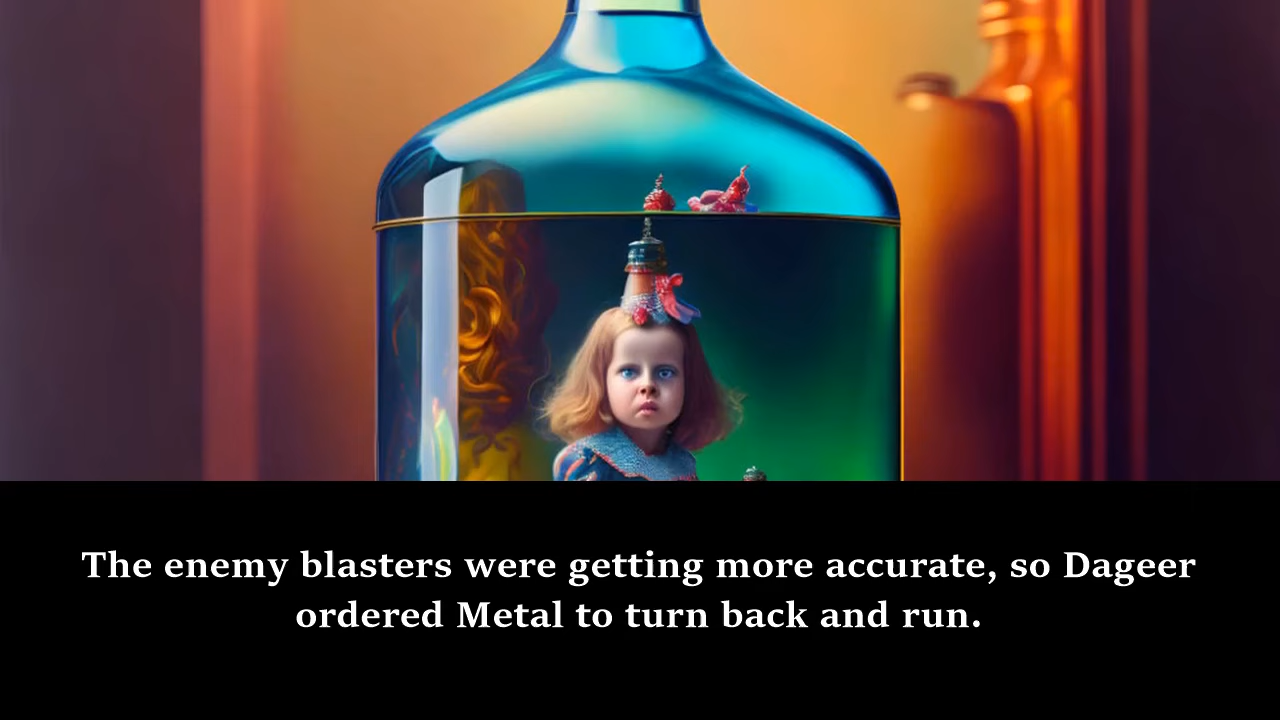 The enemy blasters were getting more accurate, so Dageer
ordered Metal to turn back and run.